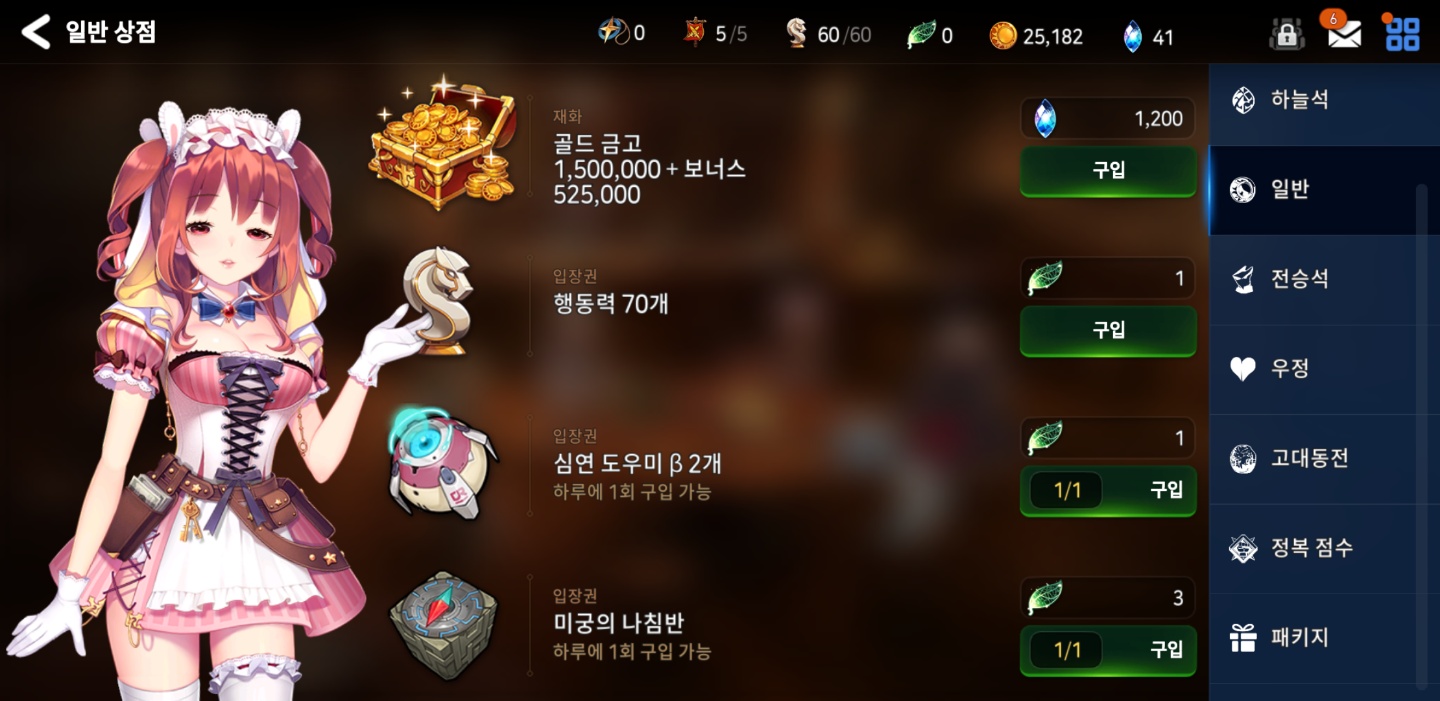 일반 상점
0
5/5
60/60
0
25,182
41
6
재화
골드 금고
1,500,000 + 보너스
525,000
1,200
구입
입장권
행동력 70개
1
구입
입장권
심연 도우미 β 2개
하루에 1회 구입 가능
1
1/1 구입
입장권
미궁의 나침반
하루에 1회 구입 가능
3
1/1 구입
하늘석
일반
전승석
우정
고대동전
정복 점수
패키지